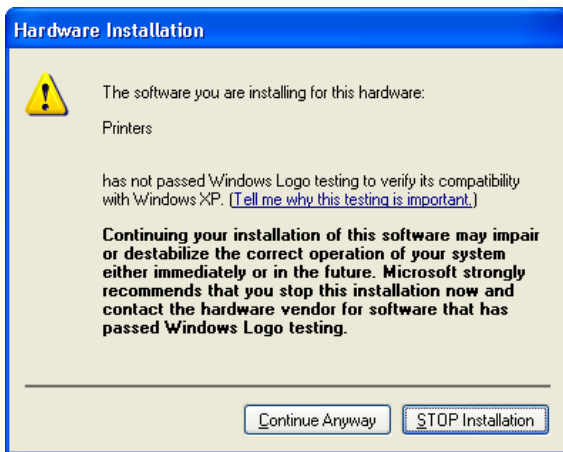 Hardware Installation
The software you are installing for this hardware:
Printers
has not passed Windows Logo testing to verify its compatibility
with Windows XP. (Tell me why this testing is important.)
Continuing your installation of this software may impair
or destabilize the correct operation of your system
either immediately or in the future. Microsoft strongly
recommends that you stop this installation now and
contact the hardware vendor for software that has
passed Windows Logo testing.
Continue Anyway
STOP Installation